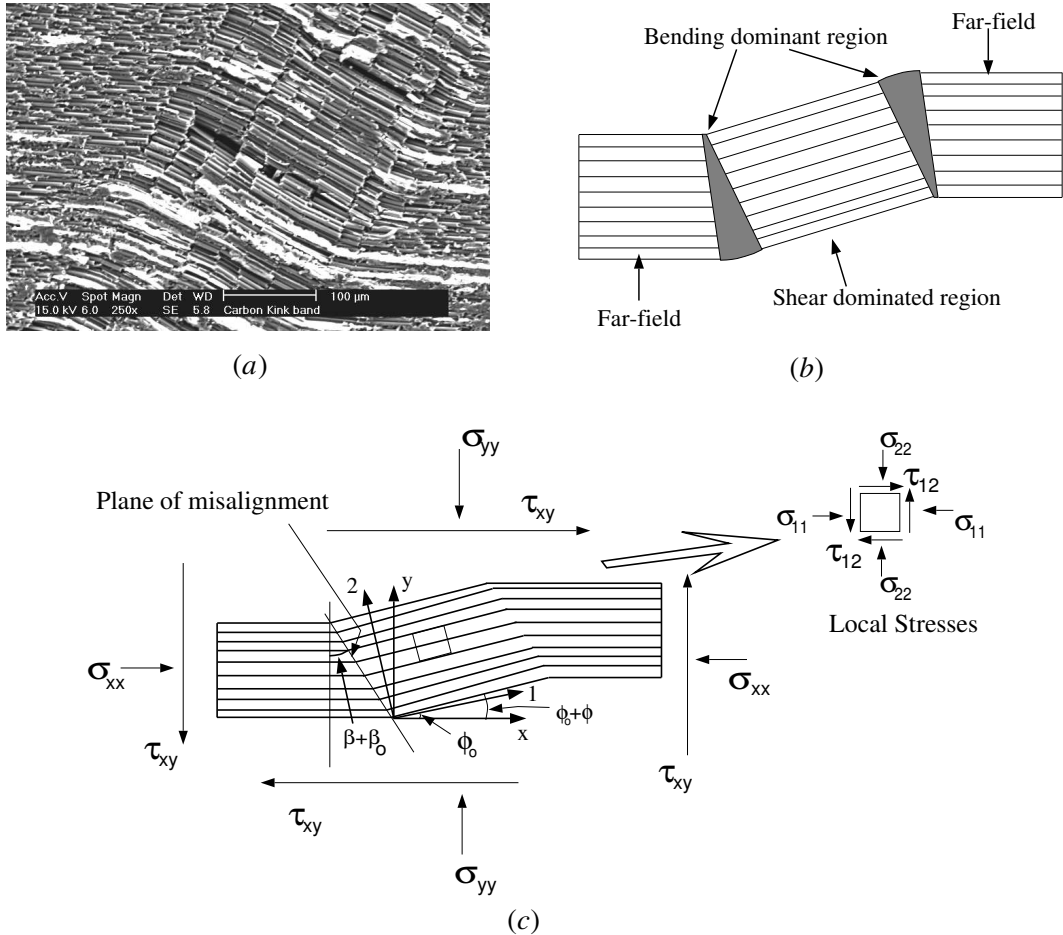 Acc.V Spot Magn Det WD 100 µm
15.0 kV 6.0 250x SE 5.8 Carbon Kink band
(a)
Bending dominant region
Far-field
Far-field
Shear dominated region
(b)
σyy
Plane of misalignment
τxy
σ22
τ12
σ11
σ11
τ12
σ22
Local Stresses
2
y
σxx
1
σxx
β+βo
φo
x
φo+φ
τxy
τxy
τxy
σyy
(c)